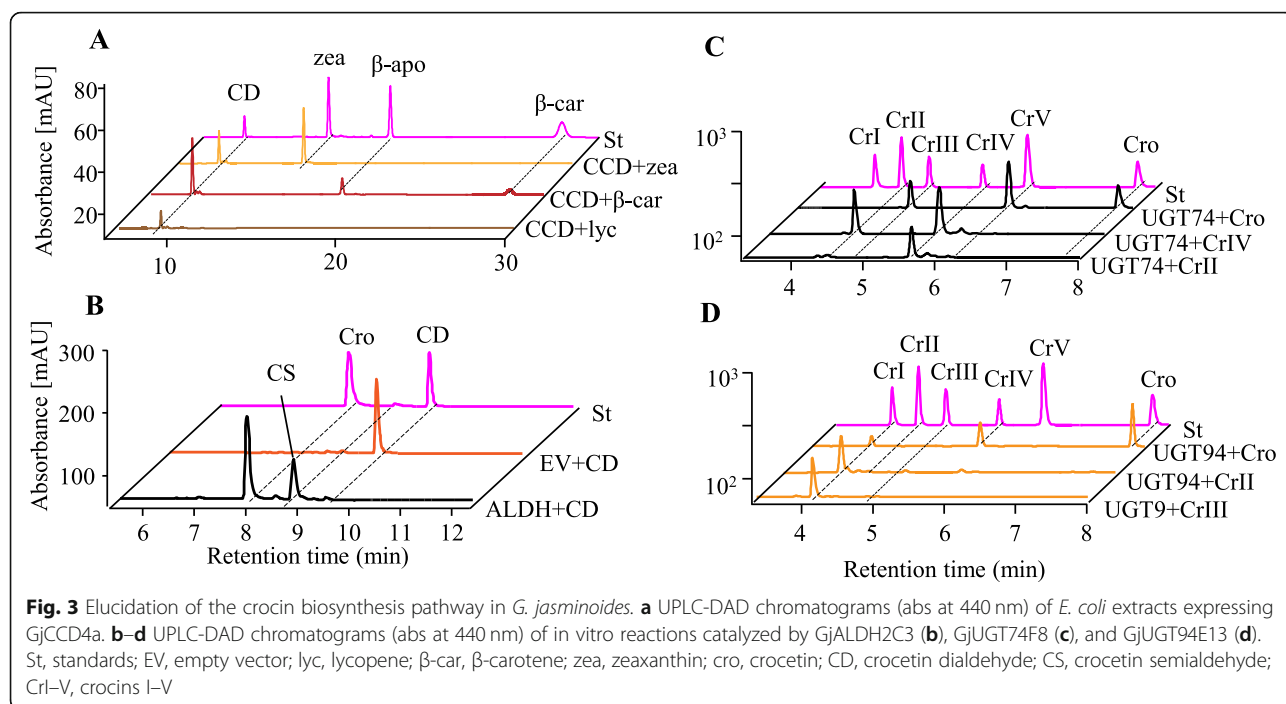 A
Absorbance [mAU]
80
60
40
20
CD
zea
β-apo
β-car
St
CCD+zea
CCD+β-car
CCD+lyc
10
20
30
B
Absorbance [mAU]
300
200
100
CS
Cro
CD
St
EV+CD
ALDH+CD
6
7
8
9
10
11
12
Retention time (min)
C
10³
10²
CrI
CrII
CrIII
CrIV
CrV
Cro
St
UGT74+Cro
UGT74+CrIV
UGT74+CrII
4
5
6
7
8
D
10³
10²
CrI
CrII
CrIII
CrIV
CrV
Cro
St
UGT94+Cro
UGT94+CrII
UGT9+CrIII
4
5
6
7
8
Retention time (min)
Fig. 3 Elucidation of the crocin biosynthesis pathway in G. jasminoides. a UPLC-DAD chromatograms (abs at 440 nm) of E. coli extracts expressing
GjCCD4a. b–d UPLC-DAD chromatograms (abs at 440 nm) of in vitro reactions catalyzed by GjALDH2C3 (b), GjUGT74F8 (c), and GjUGT94E13 (d).
St, standards; EV, empty vector; lyc, lycopene; β-car, β-carotene; zea, zeaxanthin; cro, crocetin; CD, crocetin dialdehyde; CS, crocetin semialdehyde;
CrI–V, crocins I–V